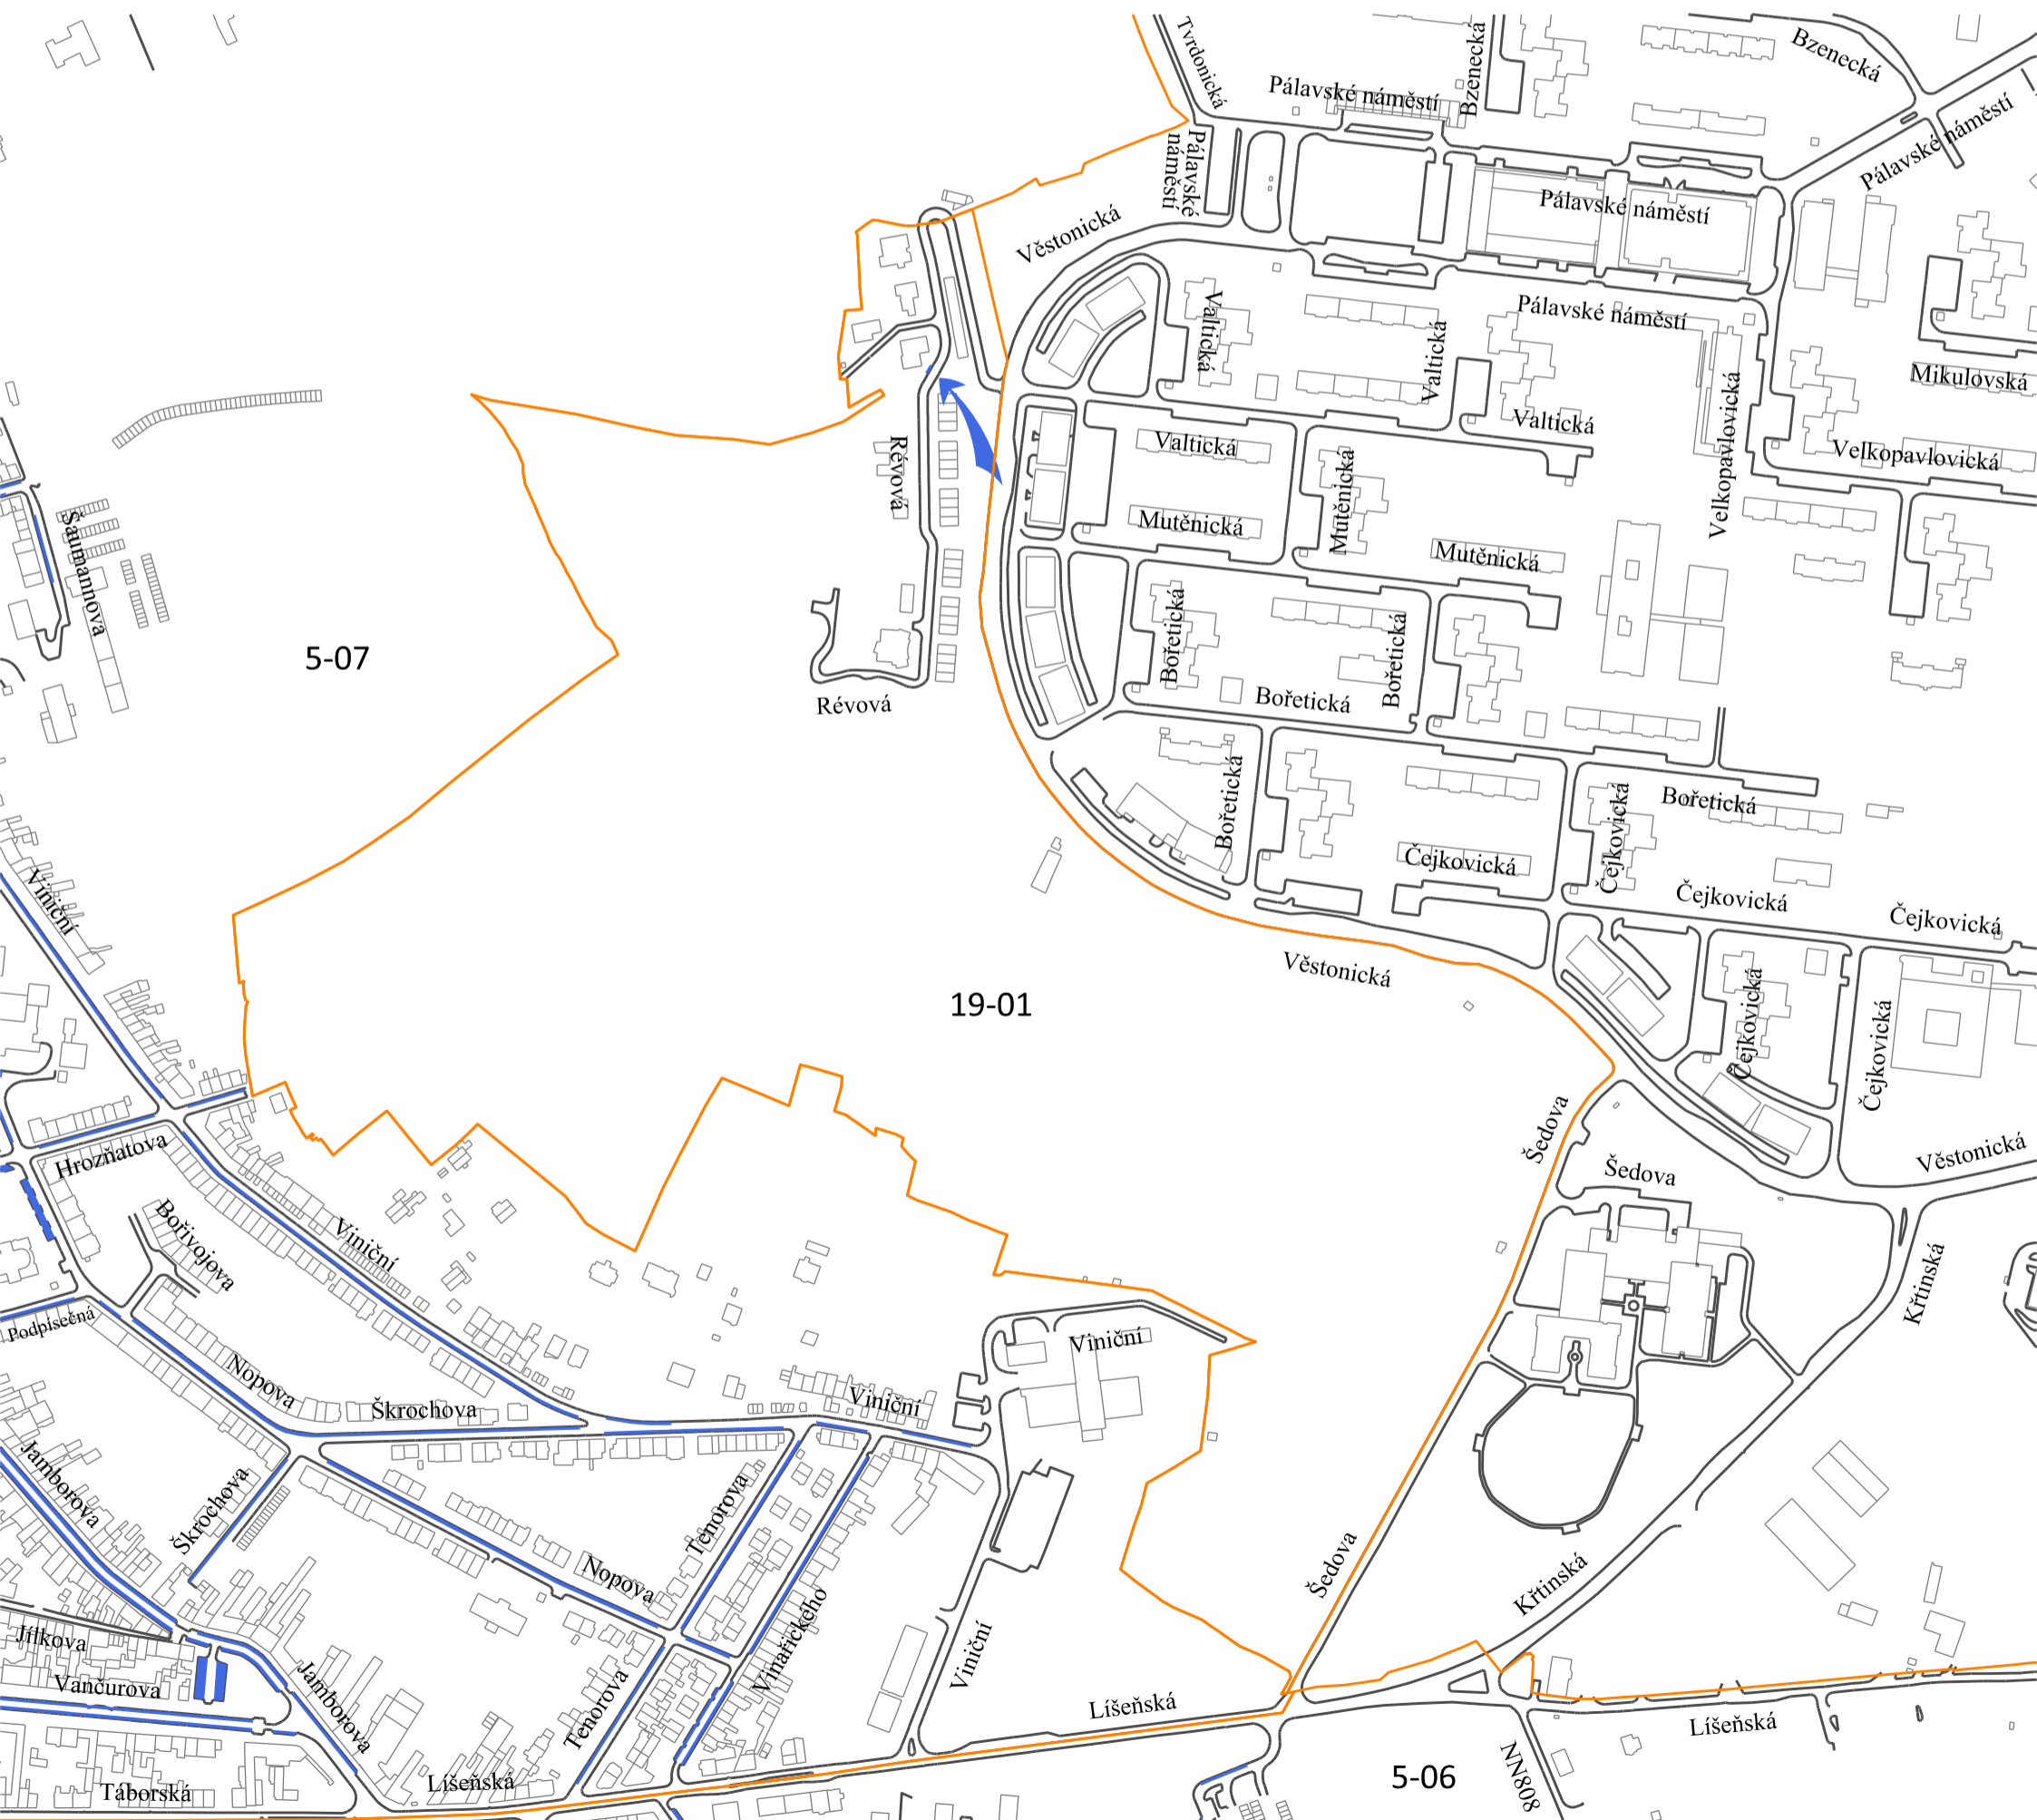 Tvrdonická
Bzenecká
Bzenecká
Pálavské náměstí
Pálavské náměstí
Pálavské
náměstí
Pálavské náměstí
Věstonická
Pálavské náměstí
Valtická
Valtická
Mikulovská
Valtická
Velkopavlovická
Valtická
Velkopavlovická
Révová
Mutěnická
Mutěnická
Mutěnická
Šaumannova
5-07
Bořetická
Bořetická
Bořetická
Révová
Bořetická
Bořetická
Čejkovická
Čejkovická
Čejkovická
Čejkovická
Viniční
Věstonická
19-01
Čejkovická
Čejkovická
Šedova
Šedova
Věstonická
Hrozňatova
Bořivojova
Viniční
Křtinská
Podpísečná
Viniční
Nopova
Škrochova
Viniční
Jamborova
Škrochova
Tenorova
Nopova
Šedova
Křtinská
Vinařického
Viniční
Jílkova
Vančurova
Jamborova
Tenorova
Líšeňská
Líšeňská
Táborská
Líšeňská
5-06
NN808